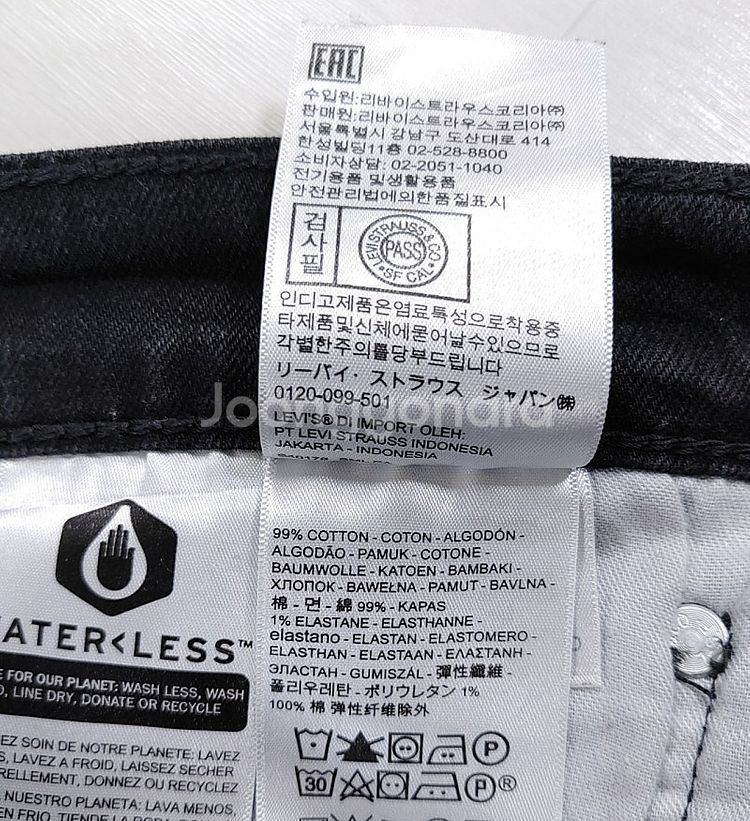 EAC
수입원:리바이스트라우스코리아㈜
판매원:리바이스트라우스코리아㈜
서울특별시 강남구 도산대로 414
한성빌딩11층 02-528-8800
소비자상담: 02-2051-1040
전기용품 및생활용품
안전관리법에의한품질표시
검사필
LEVI STRAUSS & CO
PASS
SF CAL
인디고제품은염료특성으로착용중
타제품및신체에묻어날수있으므로
각별한주의를당부드립니다
リーバイ・ストラウス ジャパン㈱
0120-099-501
LEVI'S® DI IMPORT OLEH:
PT LEVI STRAUSS INDONESIA
JAKARTA - INDONESIA
99% COTTON - COTON - ALGODÓN -
ALGODÃO - PAMUK - COTONE -
BAUMWOLLE - KATOEN - BAMBAKI -
ХЛОПОК - BAWEŁNA - PAMUT - BAVLNA -
棉 - 면 - 綿 99% - KAPAS
1% ELASTANE - ELASTHANNE -
elastano - ELASTAN - ELASTOMERO -
ELASTHAN - ELASTAAN - ΕΛΑΣΤΑΝΗ -
ЭЛАСТАН - GUMISZÁL - 彈性纖維 -
폴리우레탄 - ポリウレタン 1%
100% 棉 弹性纤维除外
P
30 P®
ATER<LESS™
FOR OUR PLANET: WASH LESS, WASH
LINE DRY, DONATE OR RECYCLE
EZ SOIN DE NOTRE PLANETE: LAVEZ
S, LAVEZ A FROID, LAISSEZ SECHER
RELLEMENT, DONNEZ OU RECYCLEZ
NUESTRO PLANETA: LAVA MENOS,
EN FRIO, TIENDE LA ROPA